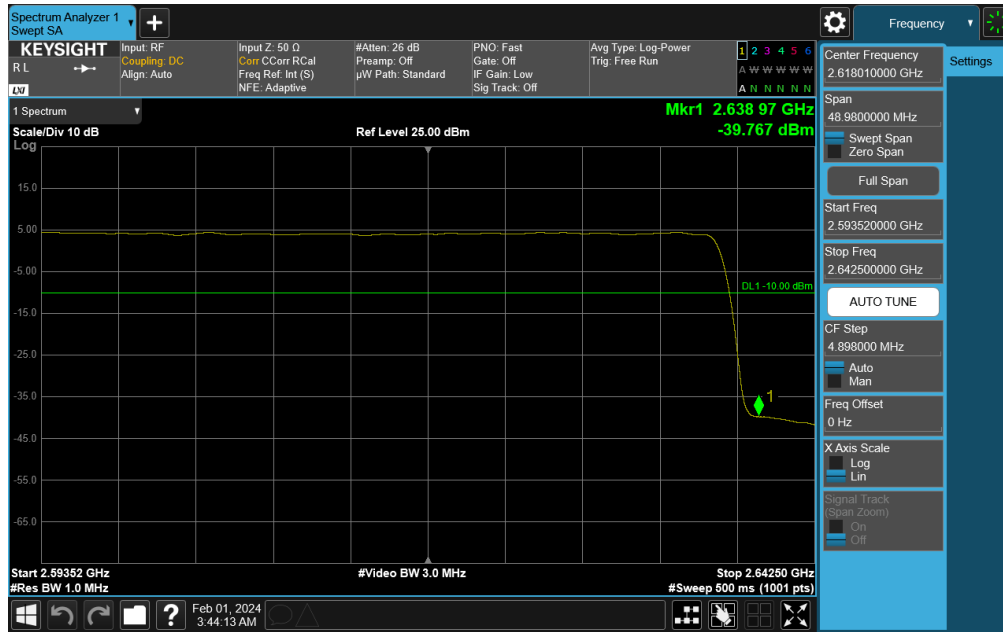 Spectrum Analyzer 1
Swept SA
Frequency
KEYSIGHT
R L
LXI
Input: RF
Coupling: DC
Align: Auto
Input Z: 50 Ω
Corr CCorr RCal
Freq Ref: Int (S)
NFE: Adaptive
#Atten: 26 dB
Preamp: Off
µW Path: Standard
PNO: Fast
Gate: Off
IF Gain: Low
Sig Track: Off
Avg Type: Log-Power
Trig: Free Run
1 2 3 4 5 6
A W W W W W
A N N N N N
1 Spectrum
Mkr1 2.638 97 GHz
Scale/Div 10 dB
Ref Level 25.00 dBm
-39.767 dBm
Log
15.0
5.00
-5.00
DL1 -10.00 dBm
-15.0
-25.0
-35.0
1
-45.0
-55.0
-65.0
Start 2.59352 GHz
#Video BW 3.0 MHz
Stop 2.64250 GHz
#Res BW 1.0 MHz
#Sweep 500 ms (1001 pts)
?
Feb 01, 2024
3:44:13 AM
Center Frequency
2.618010000 GHz
Settings
Span
48.9800000 MHz
Swept Span
Zero Span
Full Span
Start Freq
2.593520000 GHz
Stop Freq
2.642500000 GHz
AUTO TUNE
CF Step
4.898000 MHz
Auto
Man
Freq Offset
0 Hz
X Axis Scale
Log
Lin
Signal Track
(Span Zoom)
On
Off